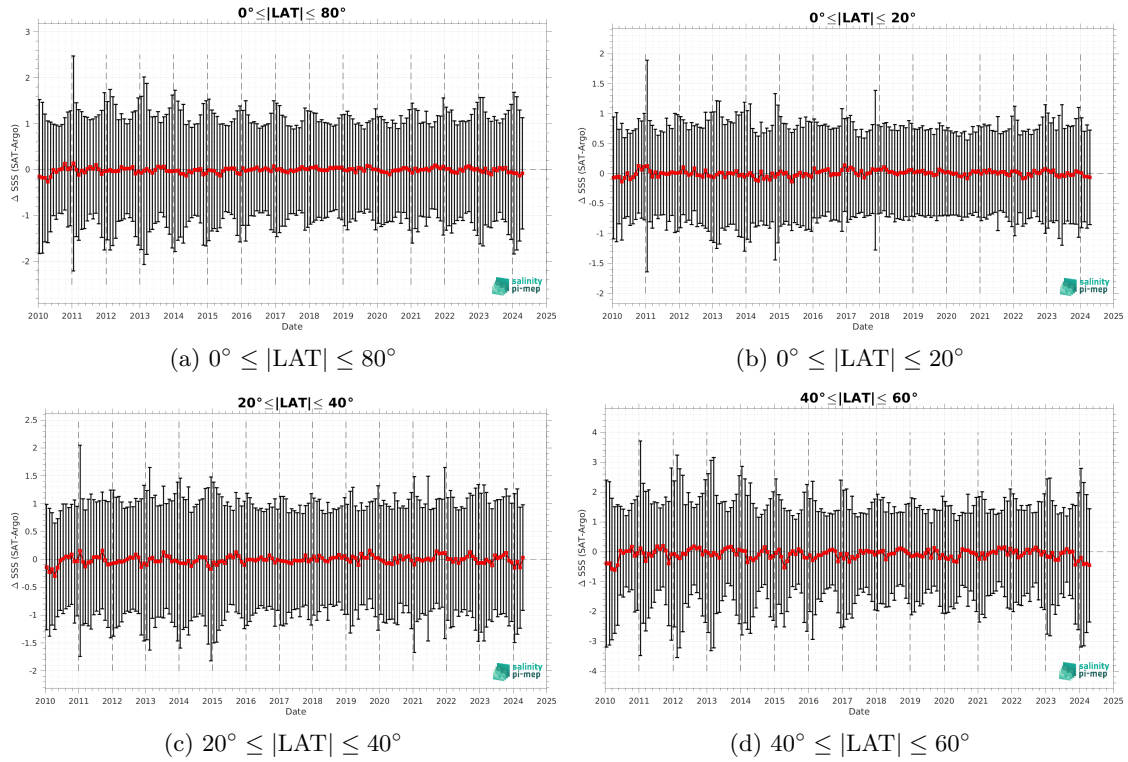 0°≤|LAT|≤ 80°
Δ SSS (SAT-Argo)
3
2
1
0
-1
-2
salinity
pi-mep
2010 2011 2012 2013 2014 2015 2016 2017 2018 2019 2020 2021 2022 2023 2024 2025
Date
(a) 0° ≤ |LAT| ≤ 80°
0°≤|LAT|≤ 20°
Δ SSS (SAT-Argo)
2
1.5
1
0.5
0
-0.5
-1
-1.5
-2
salinity
pi-mep
2010 2011 2012 2013 2014 2015 2016 2017 2018 2019 2020 2021 2022 2023 2024 2025
Date
(b) 0° ≤ |LAT| ≤ 20°
20°≤|LAT|≤ 40°
Δ SSS (SAT-Argo)
2.5
2
1.5
1
0.5
0
-0.5
-1
-1.5
-2
salinity
pi-mep
2010 2011 2012 2013 2014 2015 2016 2017 2018 2019 2020 2021 2022 2023 2024 2025
Date
(c) 20° ≤ |LAT| ≤ 40°
40°≤|LAT|≤ 60°
Δ SSS (SAT-Argo)
4
3
2
1
0
-1
-2
-3
-4
salinity
pi-mep
2010 2011 2012 2013 2014 2015 2016 2017 2018 2019 2020 2021 2022 2023 2024 2025
Date
(d) 40° ≤ |LAT| ≤ 60°